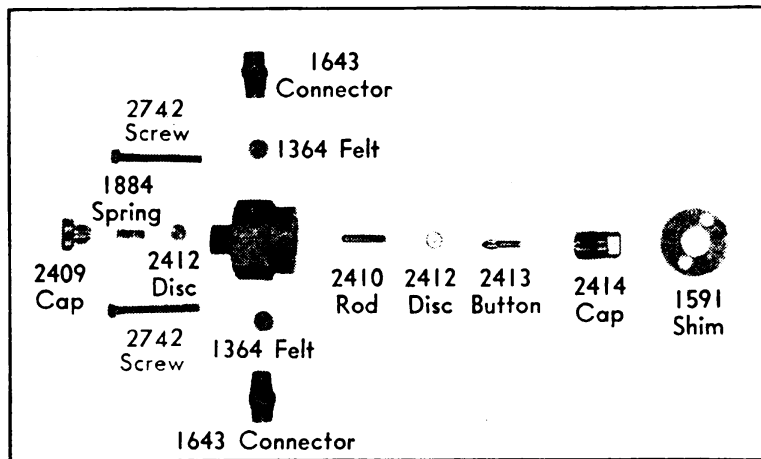 1643
Connector
2742
Screw
1364 Felt
1884
Spring
2409
Cap
2412
Disc
2410
Rod
2412
Disc
2413
Button
2414
Cap
1591
Shim
2742
Screw
1364 Felt
1643 Connector